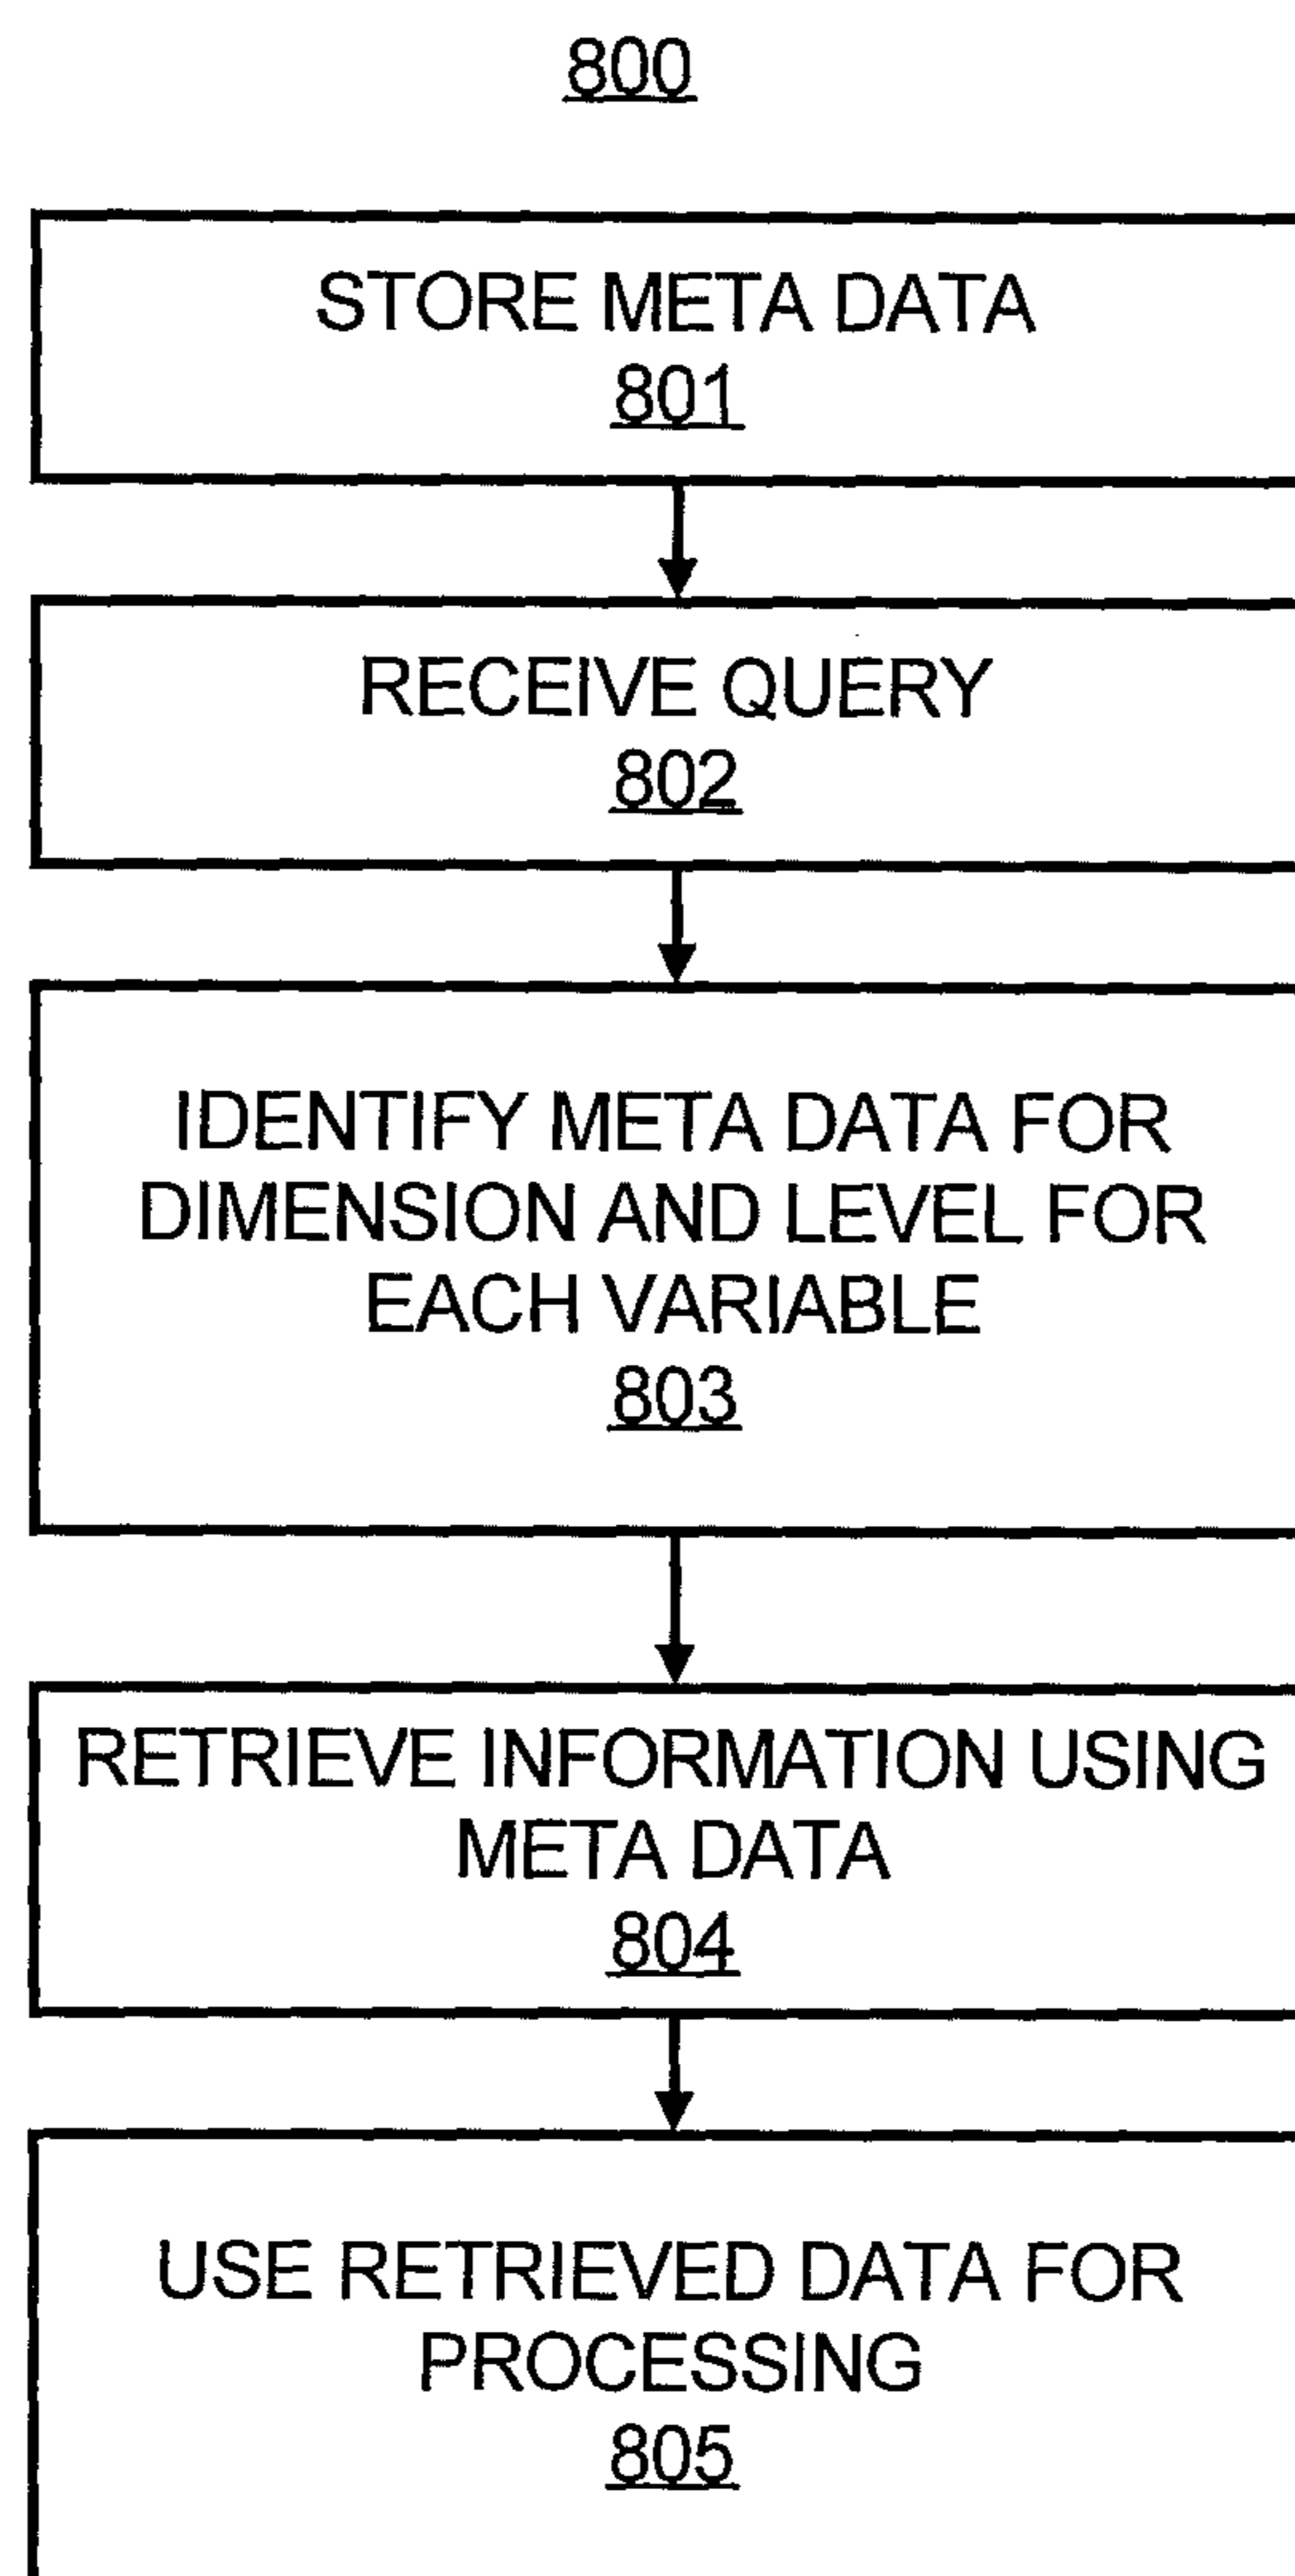 800
STORE META DATA
801
RECEIVE QUERY
802
IDENTIFY META DATA FOR
DIMENSION AND LEVEL FOR
EACH VARIABLE
803
RETRIEVE INFORMATION USING
META DATA
804
USE RETRIEVED DATA FOR
PROCESSING
805